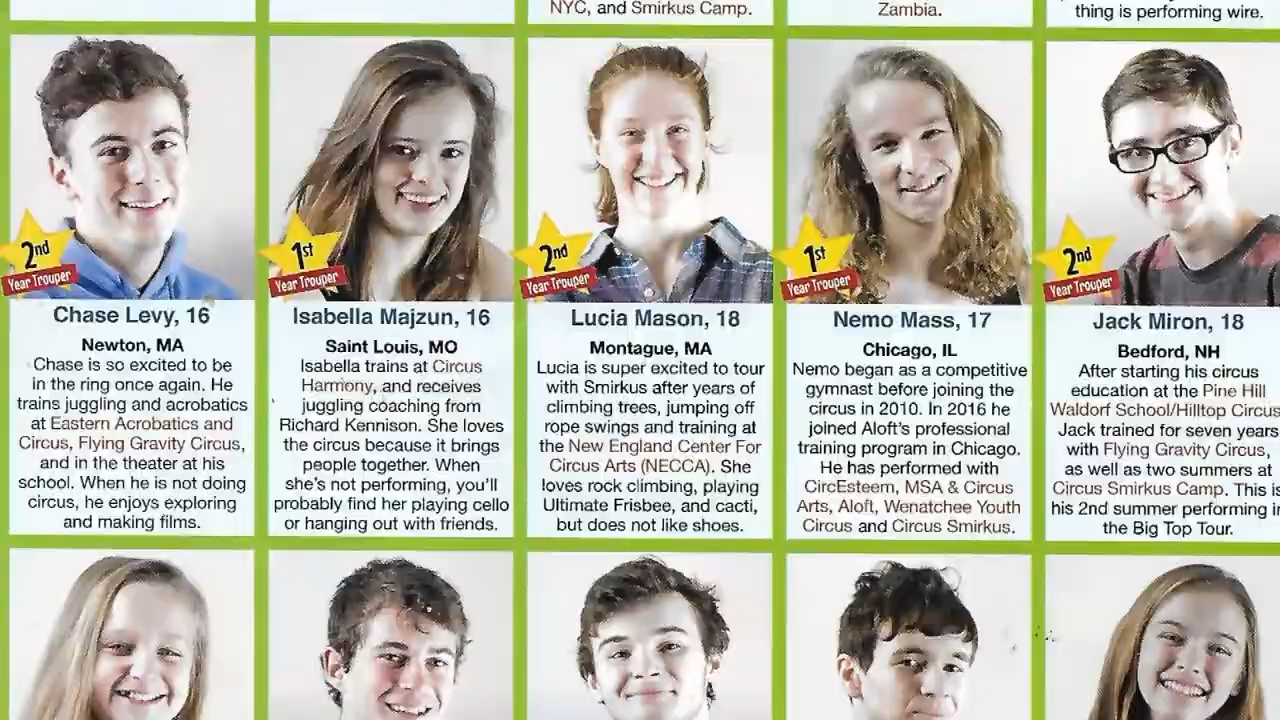 NYC, and Smirkus Camp.
Zambia.
thing is performing wire.
2nd
Year Trouper
Chase Levy, 16
Newton, MA
Chase is so excited to be
in the ring once again. He
trains juggling and acrobatics
at Eastern Acrobatics and
Circus, Flying Gravity Circus,
and in the theater at his
school. When he is not doing
circus, he enjoys exploring
and making films.
1st
Year Trouper
Isabella Majzun, 16
Saint Louis, MO
Isabella trains at Circus
Harmony, and receives
juggling coaching from
Richard Kennison. She loves
the circus because it brings
people together. When
she's not performing, you'll
probably find her playing cello
or hanging out with friends.
2nd
Year Trouper
Lucia Mason, 18
Montague, MA
Lucia is super excited to tour
with Smirkus after years of
climbing trees, jumping off
rope swings and training at
the New England Center For
Circus Arts (NECCA). She
loves rock climbing, playing
Ultimate Frisbee, and cacti,
but does not like shoes.
1st
Year Trouper
Nemo Mass, 17
Chicago, IL
Nemo began as a competitive
gymnast before joining the
circus in 2010. In 2016 he
joined Aloft's professional
training program in Chicago.
He has performed with
CircEsteem, MSA & Circus
Arts, Aloft, Wenatchee Youth
Circus and Circus Smirkus.
2nd
Year Trouper
Jack Miron, 18
Bedford, NH
After starting his circus
education at the Pine Hill
Waldorf School/Hilltop Circus
Jack trained for seven years
with Flying Gravity Circus,
as well as two summers at
Circus Smirkus Camp. This is
his 2nd summer performing in
the Big Top Tour.